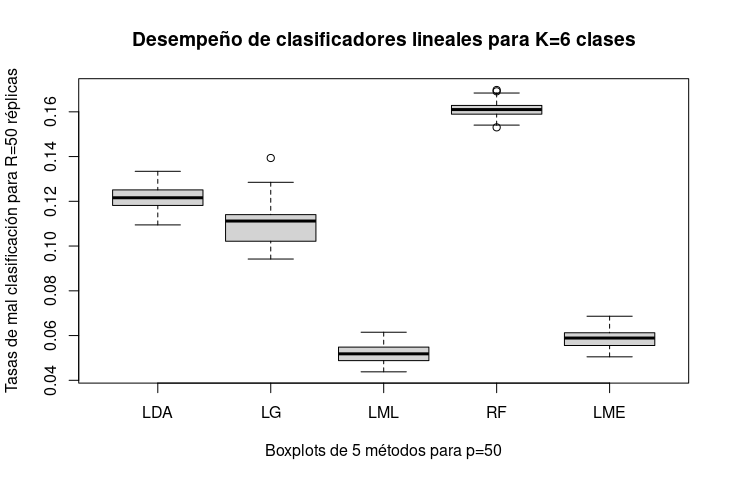 Desempeño de clasificadores lineales para K=6 clases
Tasas de mal clasificación para R=50 réplicas
0.16
0.14
0.12
0.10
0.08
0.06
0.04
LDA LG LML RF LME
Boxplots de 5 métodos para p=50